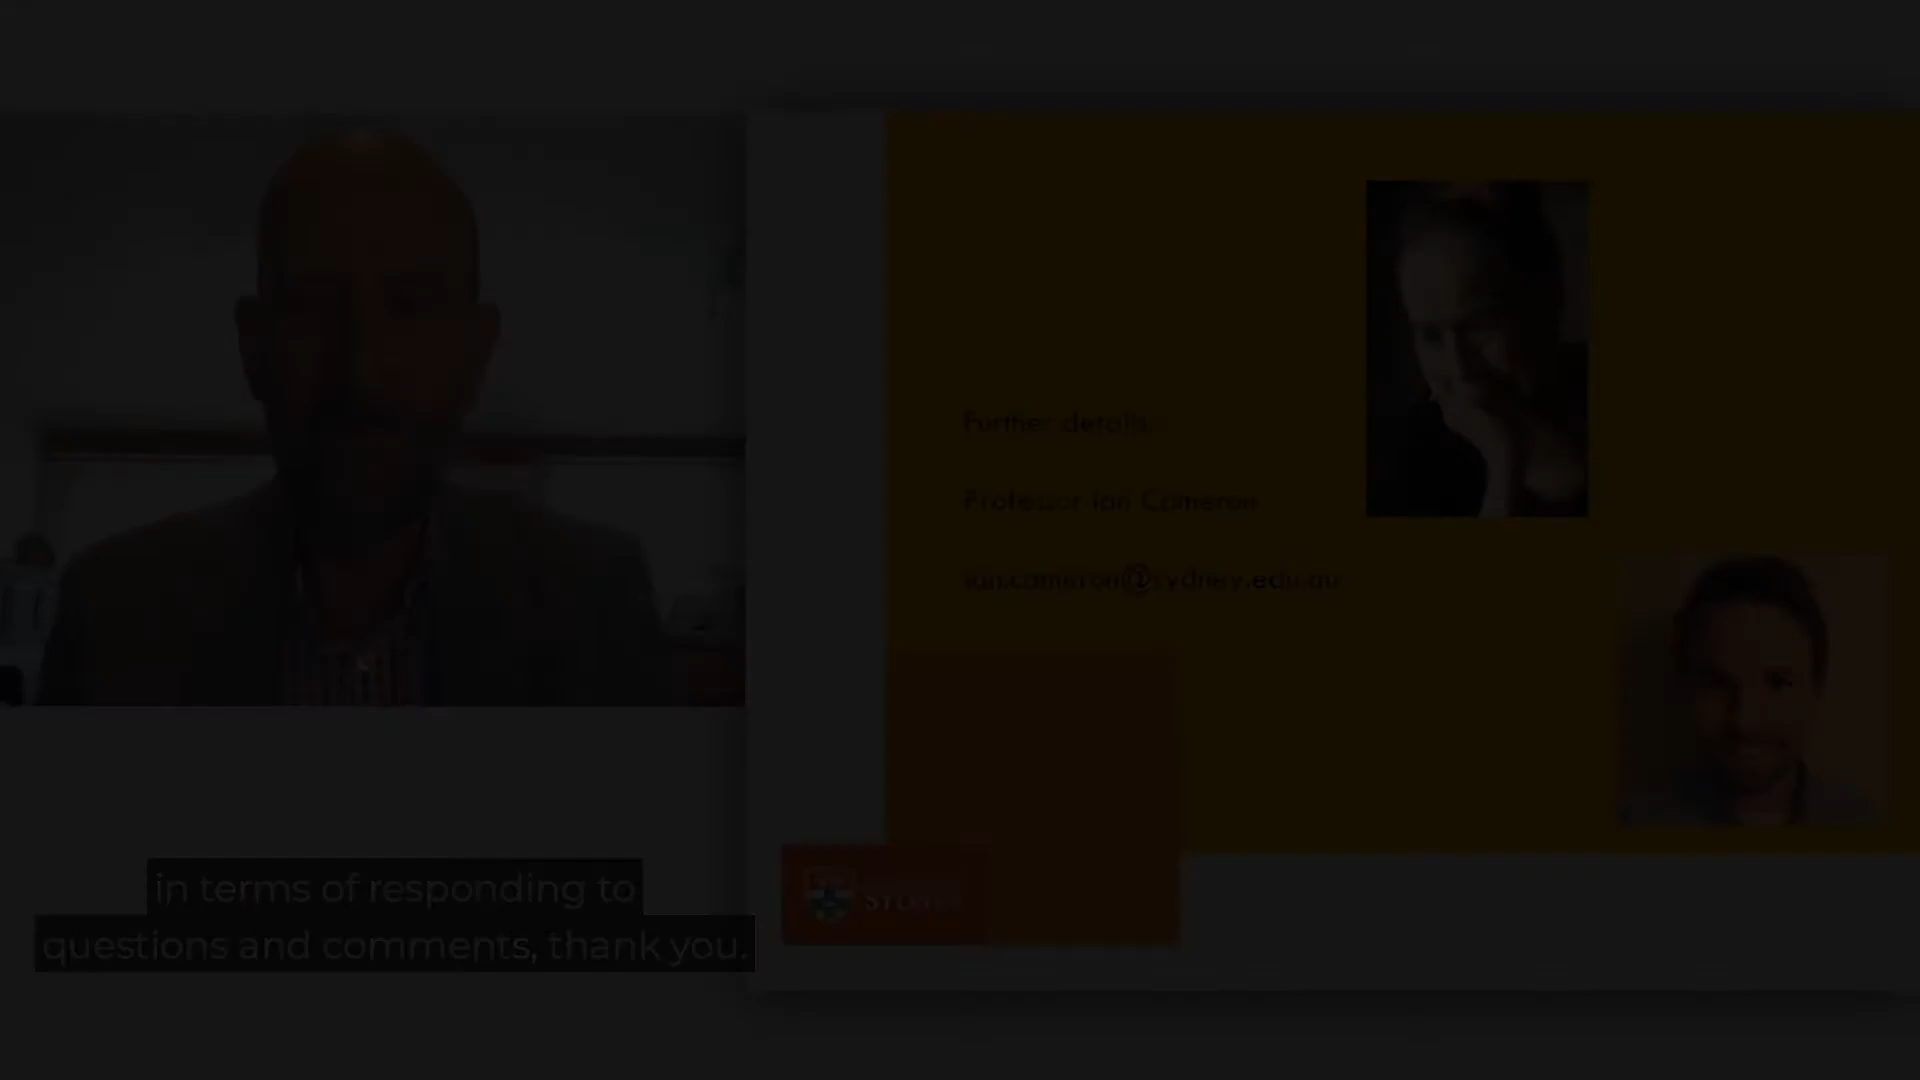 Further details:
Professor Ian Cameron
ian.cameron@sydney.edu.au
SYDNEY
in terms of responding to
questions and comments, thank you.